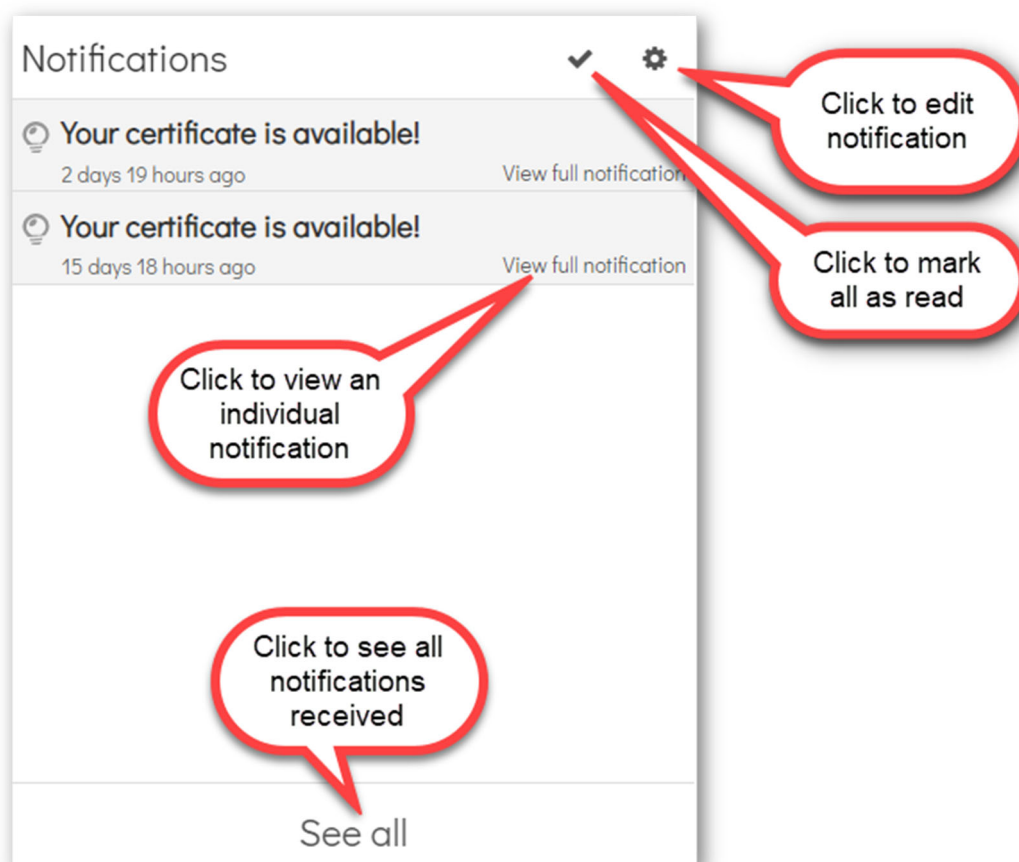 Notifications
Click to edit
notification
Your certificate is available!
2 days 19 hours ago
View full notification
Your certificate is available!
15 days 18 hours ago
View full notification
Click to mark
all as read
Click to view an
individual
notification
Click to see all
notifications
received
See all